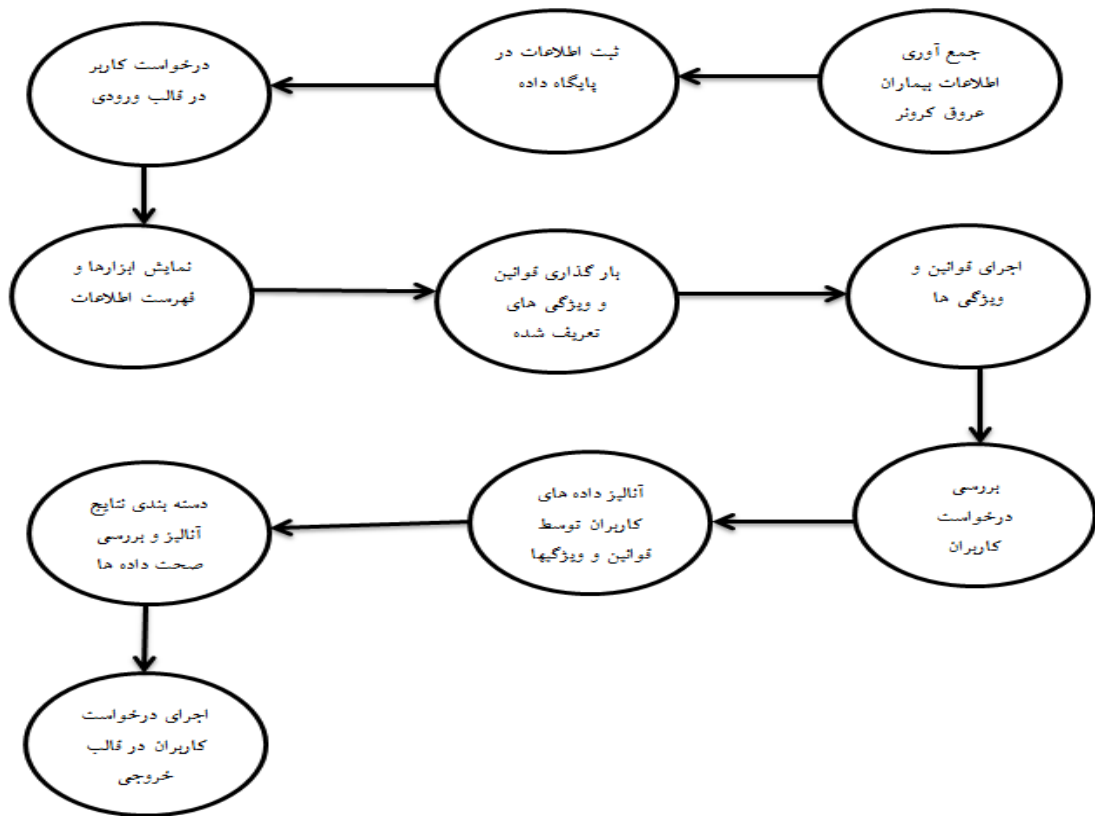 جمع آوری
اطلاعات بیماران
عروق کرونر
ثبت اطلاعات در
پایگاه داده
درخواست کاربر
در قالب ورودی
نمایش ابزارها و
فهرست اطلاعات
بار گذاری قوانین
و ویژگی های
تعریف شده
اجرای قوانین و
ویژگی ها
بررسی
درخواست
کاربران
آنالیز داده های
کاربران توسط
قوانین و ویژگیها
دسته بندی نتایج
آنالیز و بررسی
صحت داده ها
اجرای درخواست
کاربران در قالب
خروجی